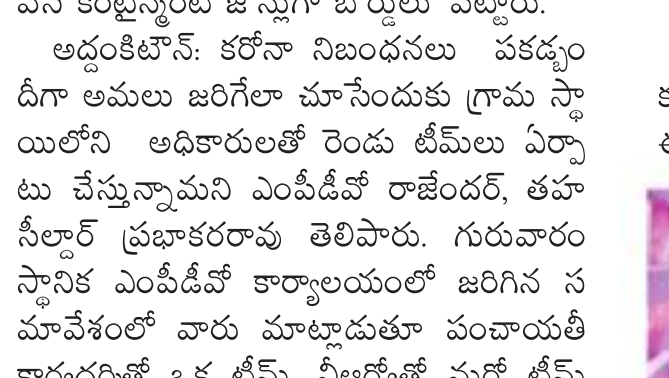 అద్దంకిటౌన్: కరోనా నిబంధనలు పకడ్బం
దీగా అమలు జరిగేలా చూసేందుకు గ్రామ స్థా
యిలోని అధికారులతో రెండు టీమ్‌లు ఏర్పా
టు చేస్తున్నామని ఎంపీడీవో రాజేందర్, తహ
సీల్దార్ ప్రభాకరరావు తెలిపారు. గురువారం
స్థానిక ఎంపీడీవో కార్యాలయంలో జరిగిన స
మావేశంలో వారు మాట్లాడుతూ పంచాయతీ